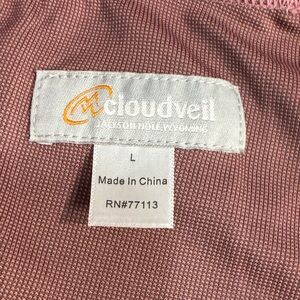 cloudveil
JACKSON HOLE, WYOMING
L
Made In China
RN#77113